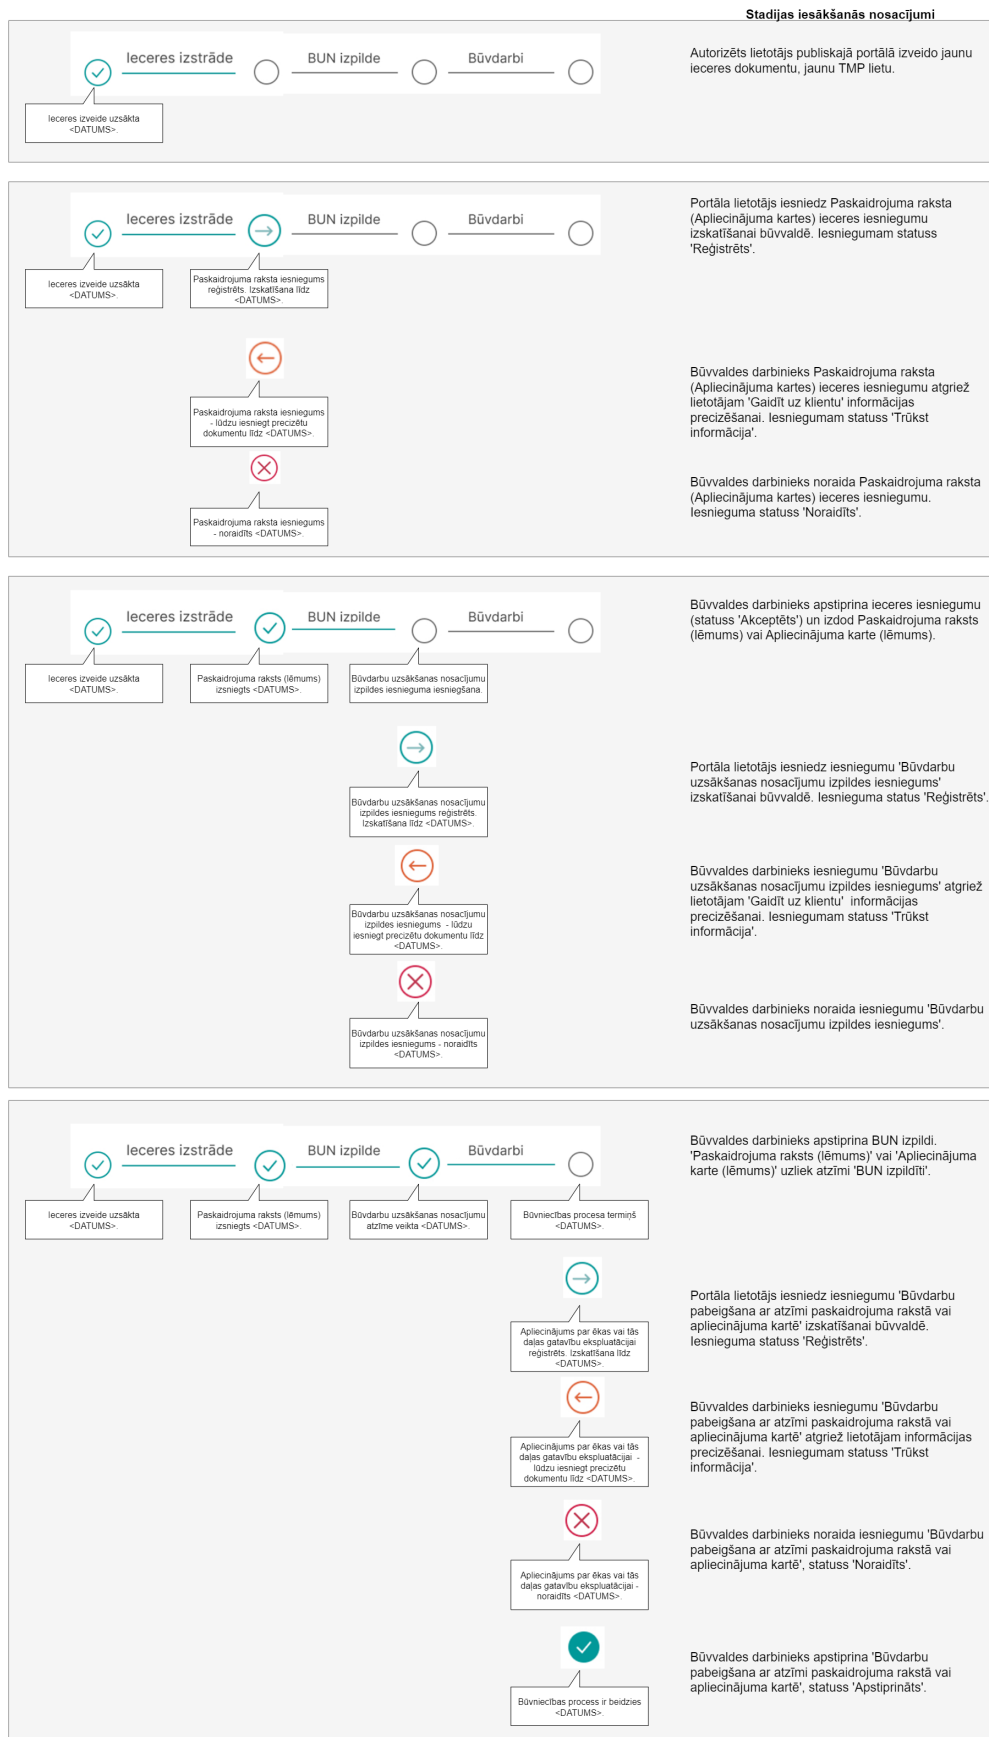 Stadijas iesākšanās nosacījumi
Ieceres izstrāde
BUN izpilde
Būvdarbi
Ieceres izveide uzsākta
<DATUMS>.
Autorizēts lietotājs publiskajā portālā izveido jaunu
ieceres dokumentu, jaunu TMP lietu.
Ieceres izstrāde
BUN izpilde
Būvdarbi
Ieceres izveide uzsākta
<DATUMS>.
Paskaidrojuma raksta iesniegums
reģistrēts. Izskatīšana līdz
<DATUMS>.
Portāla lietotājs iesniedz Paskaidrojuma raksta
(Apliecinājuma kartes) ieceres iesniegumu
izskatīšanai būvvaldē. Iesniegumam statuss
'Reģistrēts'.
Paskaidrojuma raksta iesniegums
- lūdzu iesniegt precizētu
dokumentu līdz <DATUMS>.
Būvvaldes darbinieks Paskaidrojuma raksta
(Apliecinājuma kartes) ieceres iesniegumu atgriež
lietotājam 'Gaidīt uz klientu' informācijas
precizēšanai. Iesniegumam statuss 'Trūkst
informācija'.
Paskaidrojuma raksta iesniegums
- noraidīts <DATUMS>.
Būvvaldes darbinieks noraida Paskaidrojuma raksta
(Apliecinājuma kartes) ieceres iesniegumu.
Iesnieguma statuss 'Noraidīts'.
Ieceres izstrāde
BUN izpilde
Būvdarbi
Ieceres izveide uzsākta
<DATUMS>.
Paskaidrojuma raksts (lēmums)
izsniegts <DATUMS>.
Būvdarbu uzsākšanas nosacījumu
izpildes iesnieguma iesniegšana.
Būvvaldes darbinieks apstiprina ieceres iesniegumu
(statuss 'Akceptēts') un izdod Paskaidrojuma raksts
(lēmums) vai Apliecinājuma karte (lēmums).
Būvdarbu uzsākšanas nosacījumu
izpildes iesniegums reģistrēts.
Izskatīšana līdz <DATUMS>.
Portāla lietotājs iesniedz iesniegumu 'Būvdarbu
uzsākšanas nosacījumu izpildes iesniegums'
izskatīšanai būvvaldē. Iesnieguma status 'Reģistrēts'.
Būvdarbu uzsākšanas nosacījumu
izpildes iesniegums - lūdzu
iesniegt precizētu dokumentu līdz
<DATUMS>.
Būvvaldes darbinieks iesniegumu 'Būvdarbu
uzsākšanas nosacījumu izpildes iesniegums' atgriež
lietotājam 'Gaidīt uz klientu' informācijas
precizēšanai. Iesniegumam statuss 'Trūkst
informācija'.
Būvdarbu uzsākšanas nosacījumu
izpildes iesniegums - noraidīts
<DATUMS>.
Būvvaldes darbinieks noraida iesniegumu 'Būvdarbu
uzsākšanas nosacījumu izpildes iesniegums'.
Ieceres izstrāde
BUN izpilde
Būvdarbi
Ieceres izveide uzsākta
<DATUMS>.
Paskaidrojuma raksts (lēmums)
izsniegts <DATUMS>.
Būvdarbu uzsākšanas nosacījumu
atzīme veikta <DATUMS>.
Būvniecības procesa termiņš
<DATUMS>.
Būvvaldes darbinieks apstiprina BUN izpildi.
'Paskaidrojuma raksts (lēmums)' vai 'Apliecinājuma
karte (lēmums)' uzliek atzīmi 'BUN izpildīti'.
Apliecinājums par ēkas vai tās
daļas gatavību ekspluatācijai
reģistrēts. Izskatīšana līdz
<DATUMS>.
Portāla lietotājs iesniedz iesniegumu 'Būvdarbu
pabeigšana ar atzīmi paskaidrojuma rakstā vai
apliecinājuma kartē' izskatīšanai būvvaldē.
Iesnieguma statuss 'Reģistrēts'.
Apliecinājums par ēkas vai tās
daļas gatavību ekspluatācijai -
lūdzu iesniegt precizētu
dokumentu līdz <DATUMS>.
Būvvaldes darbinieks iesniegumu 'Būvdarbu
pabeigšana ar atzīmi paskaidrojuma rakstā vai
apliecinājuma kartē' atgriež lietotājam informācijas
precizēšanai. Iesniegumam statuss 'Trūkst
informācija'.
Apliecinājums par ēkas vai tās
daļas gatavību ekspluatācijai -
noraidīts <DATUMS>.
Būvvaldes darbinieks noraida iesniegumu 'Būvdarbu
pabeigšana ar atzīmi paskaidrojuma rakstā vai
apliecinājuma kartē', statuss 'Noraidīts'.
Būvniecības process ir beidzies
<DATUMS>.
Būvvaldes darbinieks apstiprina 'Būvdarbu
pabeigšana ar atzīmi paskaidrojuma rakstā vai
apliecinājuma kartē', statuss 'Apstiprināts'.